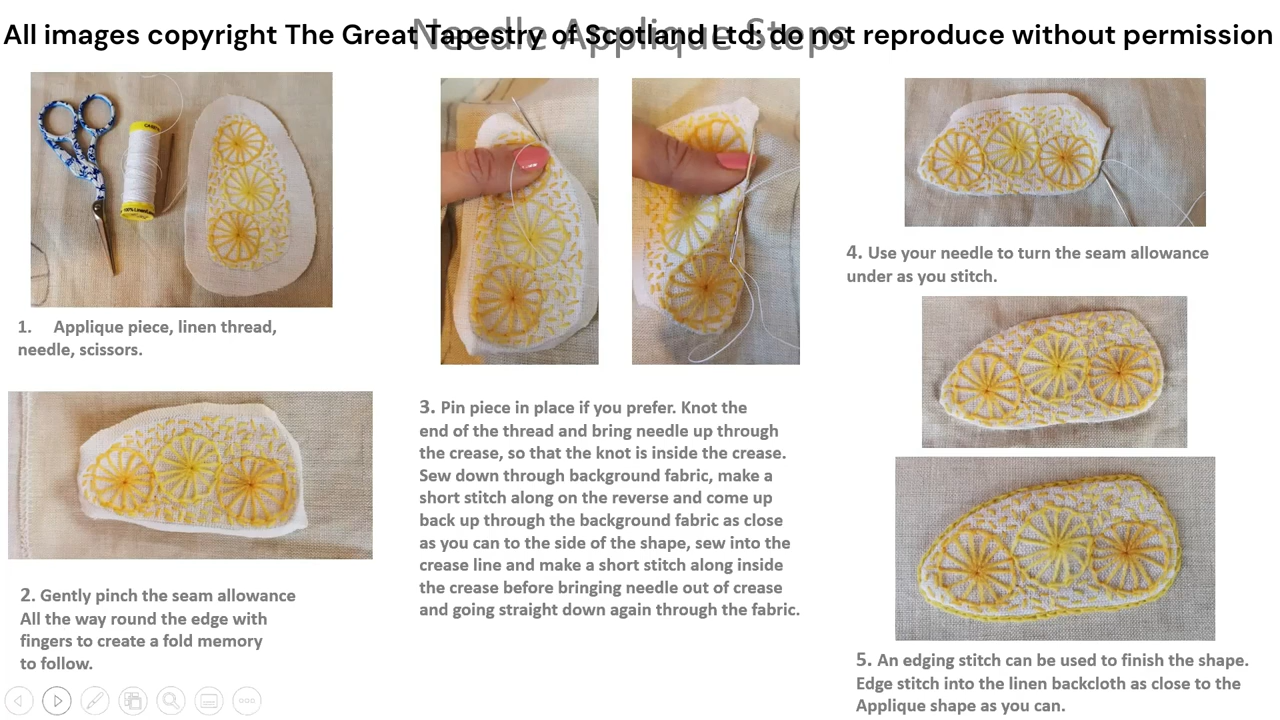 Needle Applique Steps
All images copyright The Great Tapestry of Scotland Ltd: do not reproduce without permission
1. Applique piece, linen thread,
needle, scissors.
2. Gently pinch the seam allowance
All the way round the edge with
fingers to create a fold memory
to follow.
3. Pin piece in place if you prefer. Knot the
end of the thread and bring needle up through
the crease, so that the knot is inside the crease.
Sew down through background fabric, make a
short stitch along on the reverse and come up
back up through the background fabric as close
as you can to the side of the shape, sew into the
crease line and make a short stitch along inside
the crease before bringing needle out of crease
and going straight down again through the fabric.
4. Use your needle to turn the seam allowance
under as you stitch.
5. An edging stitch can be used to finish the shape.
Edge stitch into the linen backcloth as close to the
Applique shape as you can.